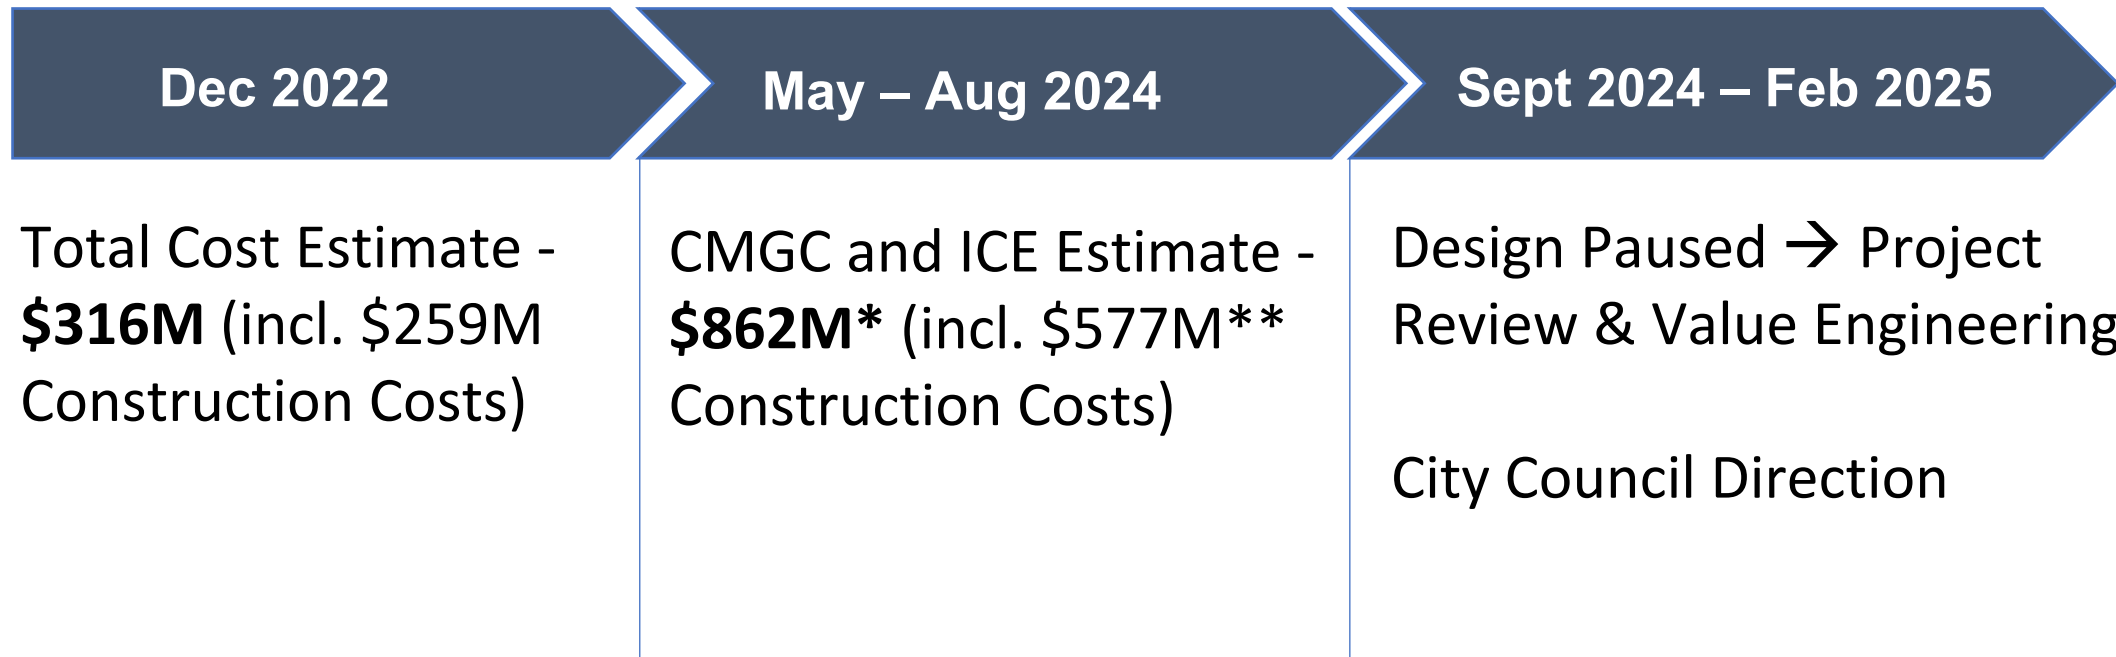 Dec 2022
May – Aug 2024
Sept 2024 – Feb 2025
Total Cost Estimate -
$316M (incl. $259M
Construction Costs)
CMGC and ICE Estimate -
$862M* (incl. $577M**
Construction Costs)
Design Paused → Project
Review & Value Engineering
City Council Direction